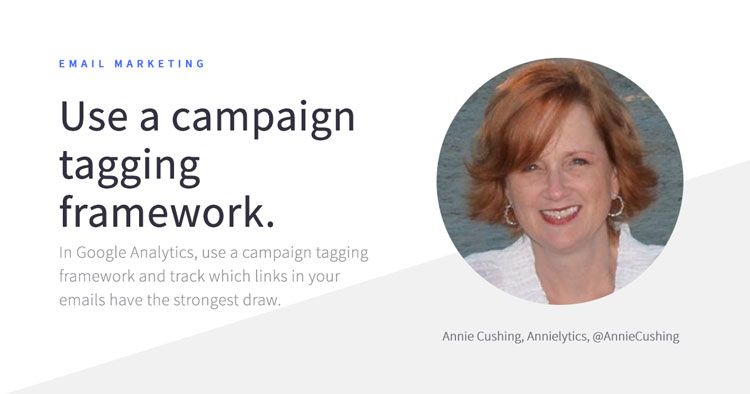 EMAIL MARKETING
Use a campaign
tagging
framework.
In Google Analytics, use a campaign tagging
framework and track which links in your
emails have the strongest draw.
Annie Cushing, Annielytics, @AnnieCushing